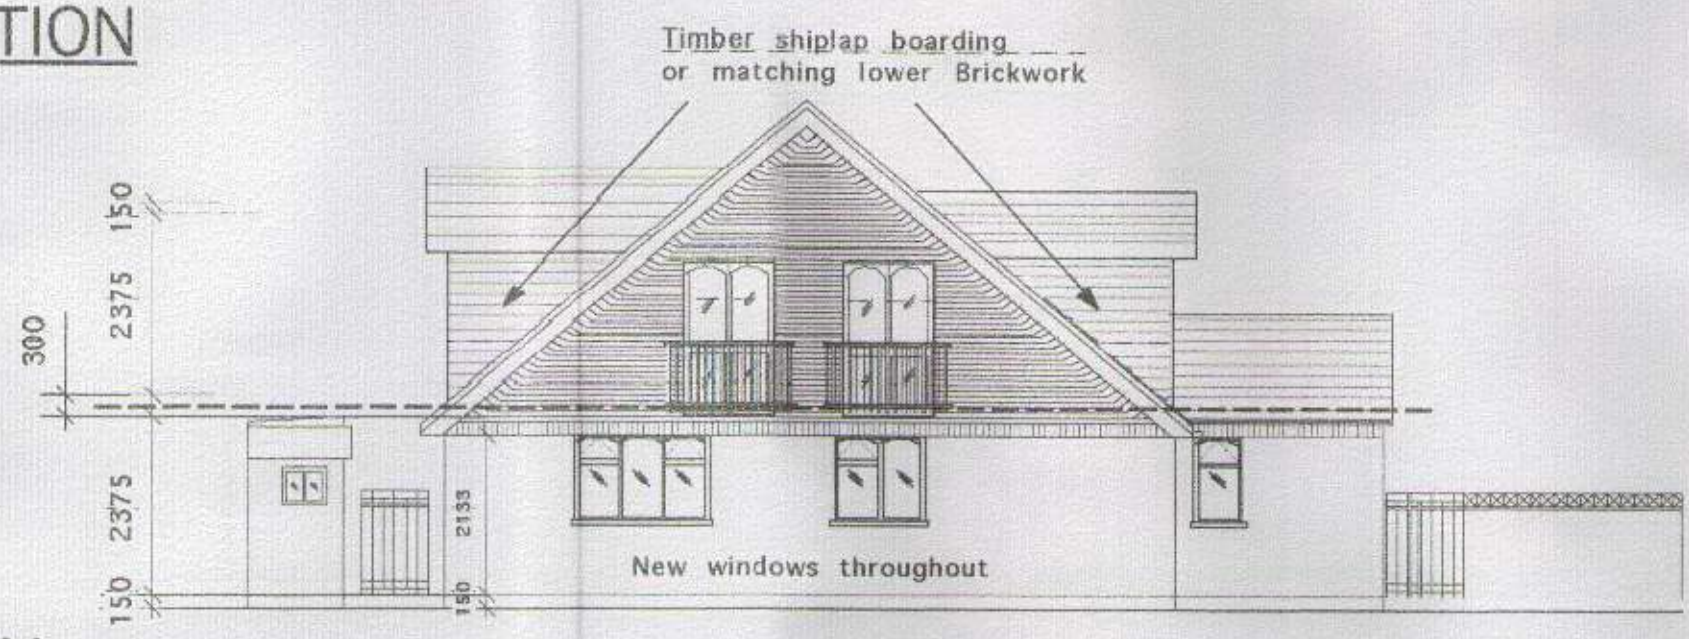 TION
Timber shiplap boarding
or matching lower Brickwork
150
2375
300
2375
2133
150
150
New windows throughout